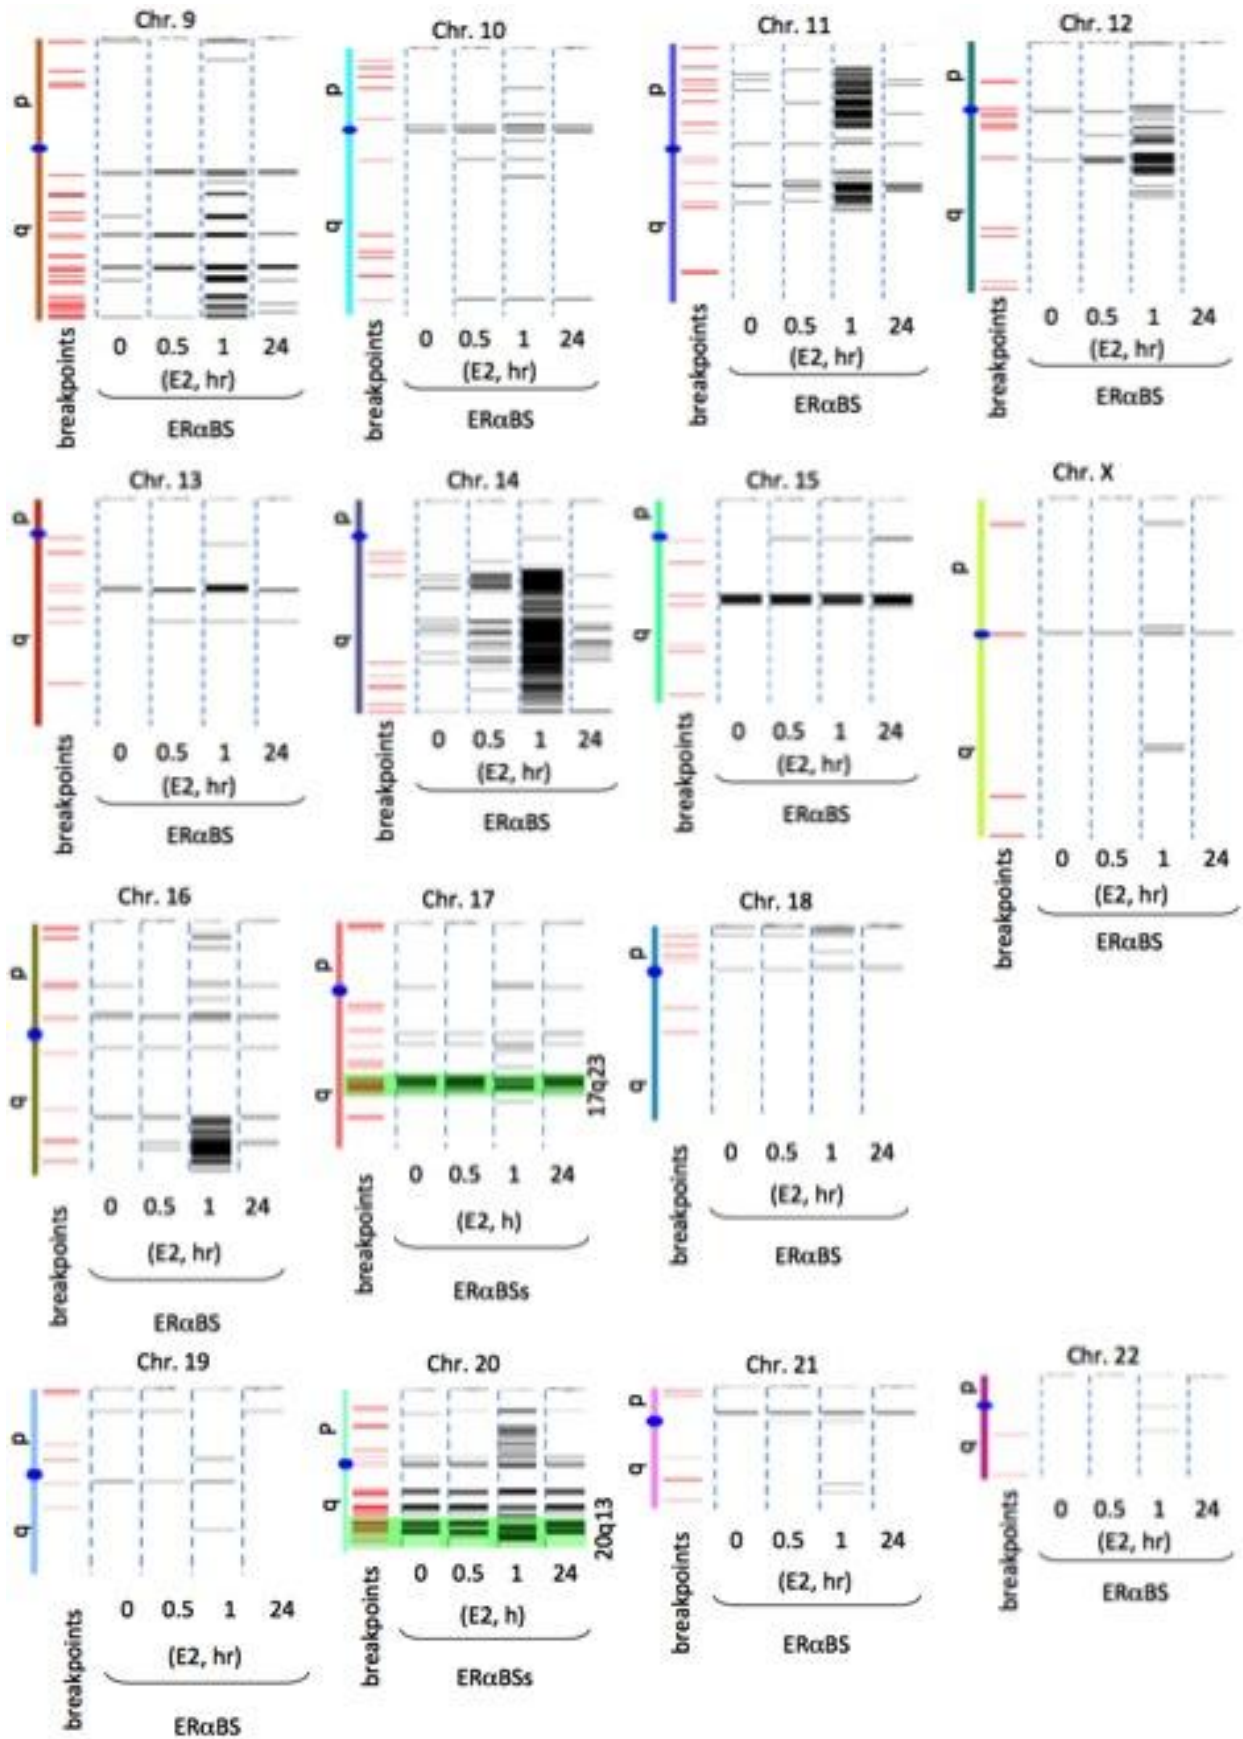 Chr. 9
p
q
breakpoints
0 0.5 1 24
(E2, hr)
ERαBS
Chr. 10
p
q
breakpoints
0 0.5 1 24
(E2, hr)
ERαBS
Chr. 11
p
q
breakpoints
0 0.5 1 24
(E2, hr)
ERαBS
Chr. 12
p
q
breakpoints
0 0.5 1 24
(E2, hr)
ERαBS
Chr. 13
p
q
breakpoints
0 0.5 1 24
(E2, hr)
ERαBS
Chr. 14
p
q
breakpoints
0 0.5 1 24
(E2, hr)
ERαBS
Chr. 15
p
q
breakpoints
0 0.5 1 24
(E2, hr)
ERαBS
Chr. X
p
q
breakpoints
0 0.5 1 24
(E2, hr)
ERαBS
Chr. 16
p
q
breakpoints
0 0.5 1 24
(E2, hr)
ERαBS
Chr. 17
p
q
17q23
breakpoints
0 0.5 1 24
(E2, h)
ERαBSs
Chr. 18
p
q
breakpoints
0 0.5 1 24
(E2, hr)
ERαBS
Chr. 19
p
q
breakpoints
0 0.5 1 24
(E2, hr)
ERαBS
Chr. 20
p
q
20q13
breakpoints
0 0.5 1 24
(E2, h)
ERαBSs
Chr. 21
p
q
breakpoints
0 0.5 1 24
(E2, hr)
ERαBS
Chr. 22
p
q
breakpoints
0 0.5 1 24
(E2, hr)
ERαBS